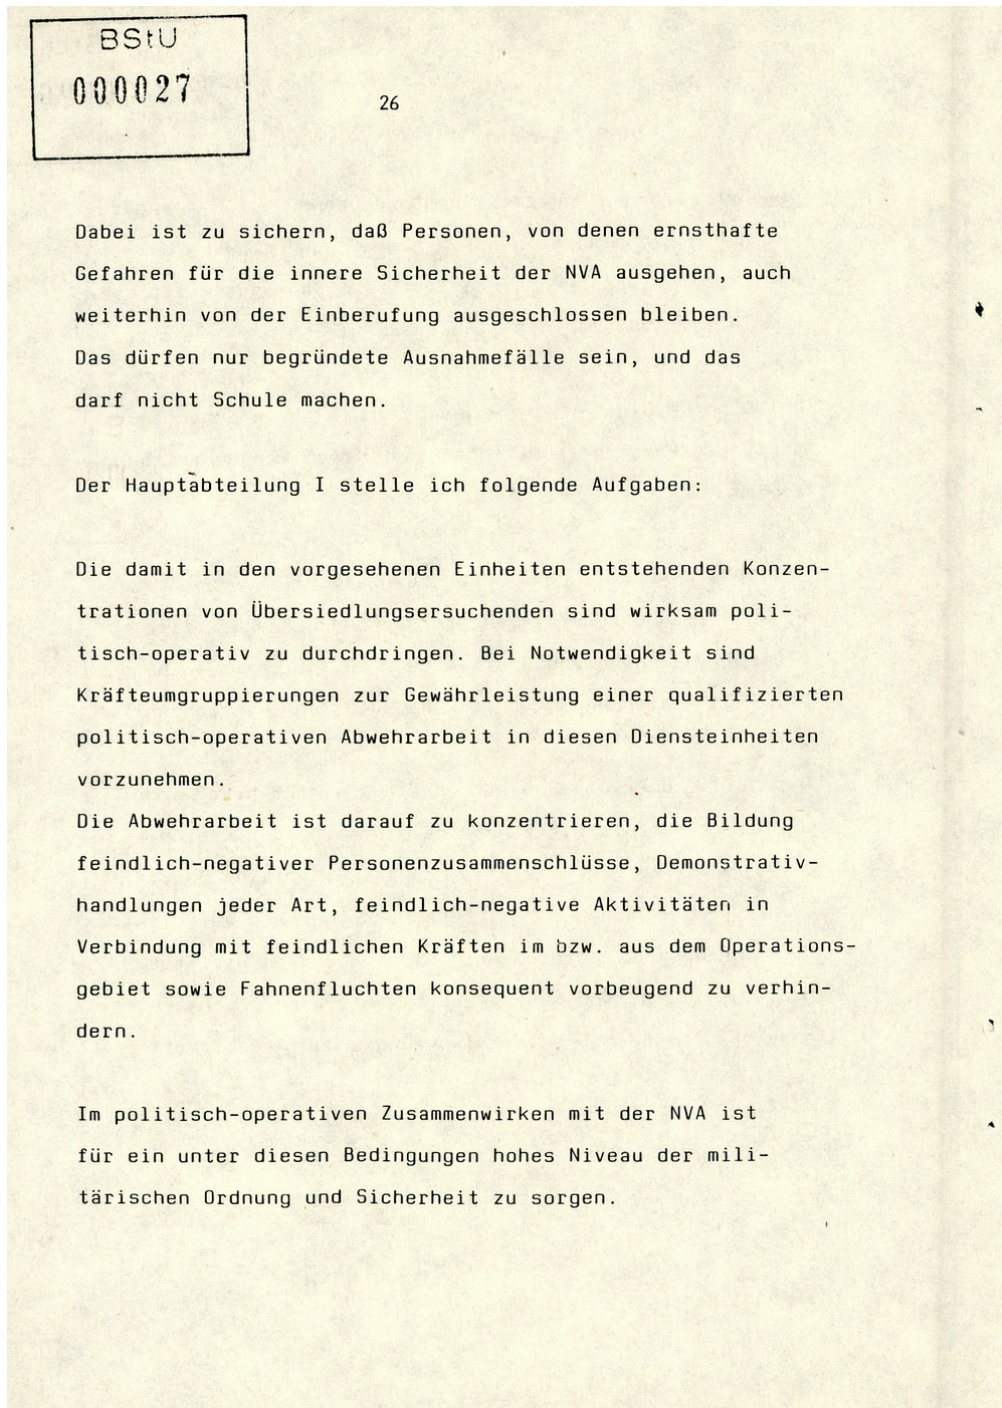 BStU
000027
26
Dabei ist zu sichern, daß Personen, von denen ernsthafte
Gefahren für die innere Sicherheit der NVA ausgehen, auch
weiterhin von der Einberufung ausgeschlossen bleiben.
Das dürfen nur begründete Ausnahmefälle sein, und das
darf nicht Schule machen.
Der Hauptabteilung I stelle ich folgende Aufgaben:
Die damit in den vorgesehenen Einheiten entstehenden Konzen-
trationen von Übersiedlungsersuchenden sind wirksam poli-
tisch-operativ zu durchdringen. Bei Notwendigkeit sind
Kräfteumgruppierungen zur Gewährleistung einer qualifizierten
politisch-operativen Abwehrarbeit in diesen Diensteinheiten
vorzunehmen.
Die Abwehrarbeit ist darauf zu konzentrieren, die Bildung
feindlich-negativer Personenzusammenschlüsse, Demonstrativ-
handlungen jeder Art, feindlich-negative Aktivitäten in
Verbindung mit feindlichen Kräften im bzw. aus dem Operations-
gebiet sowie Fahnenfluchten konsequent vorbeugend zu verhin-
dern.
Im politisch-operativen Zusammenwirken mit der NVA ist
für ein unter diesen Bedingungen hohes Niveau der mili-
tärischen Ordnung und Sicherheit zu sorgen.